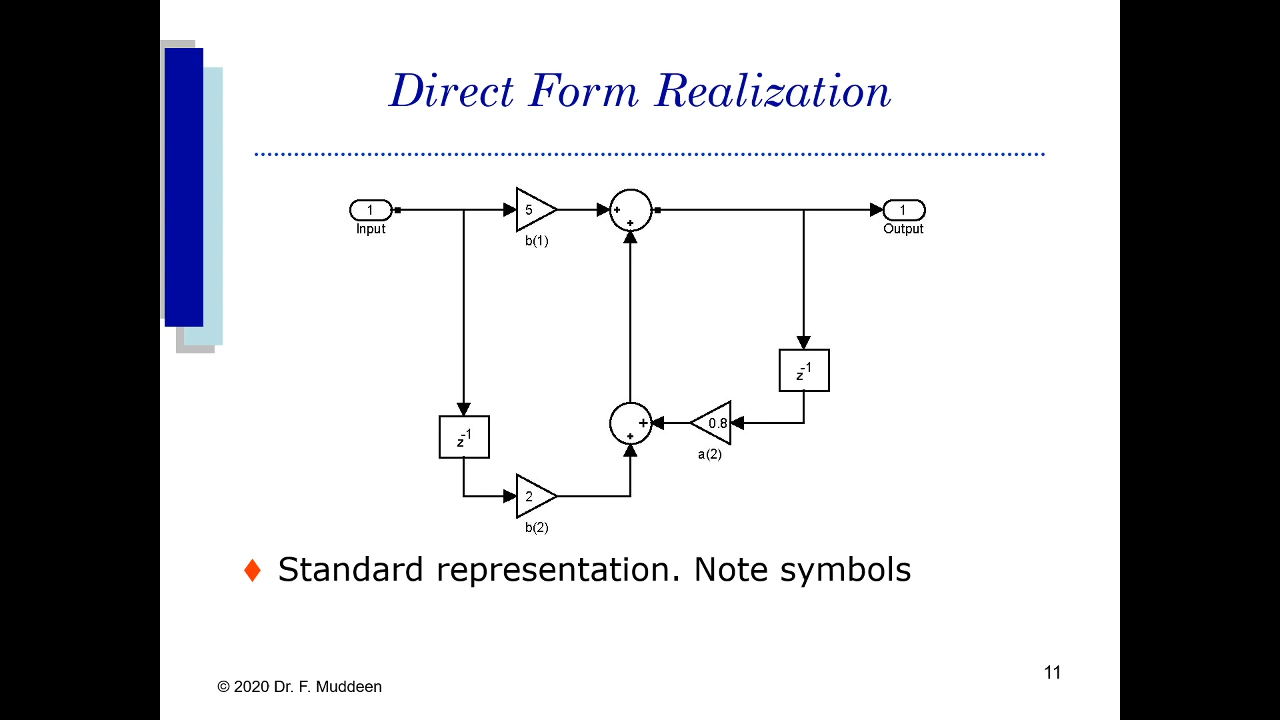 Direct Form Realization
1
Input
5
b(1)
+
+
1
Output
z-1
z-1
+
+
0.8
a(2)
2
b(2)
Standard representation. Note symbols
© 2020 Dr. F. Muddeen
11